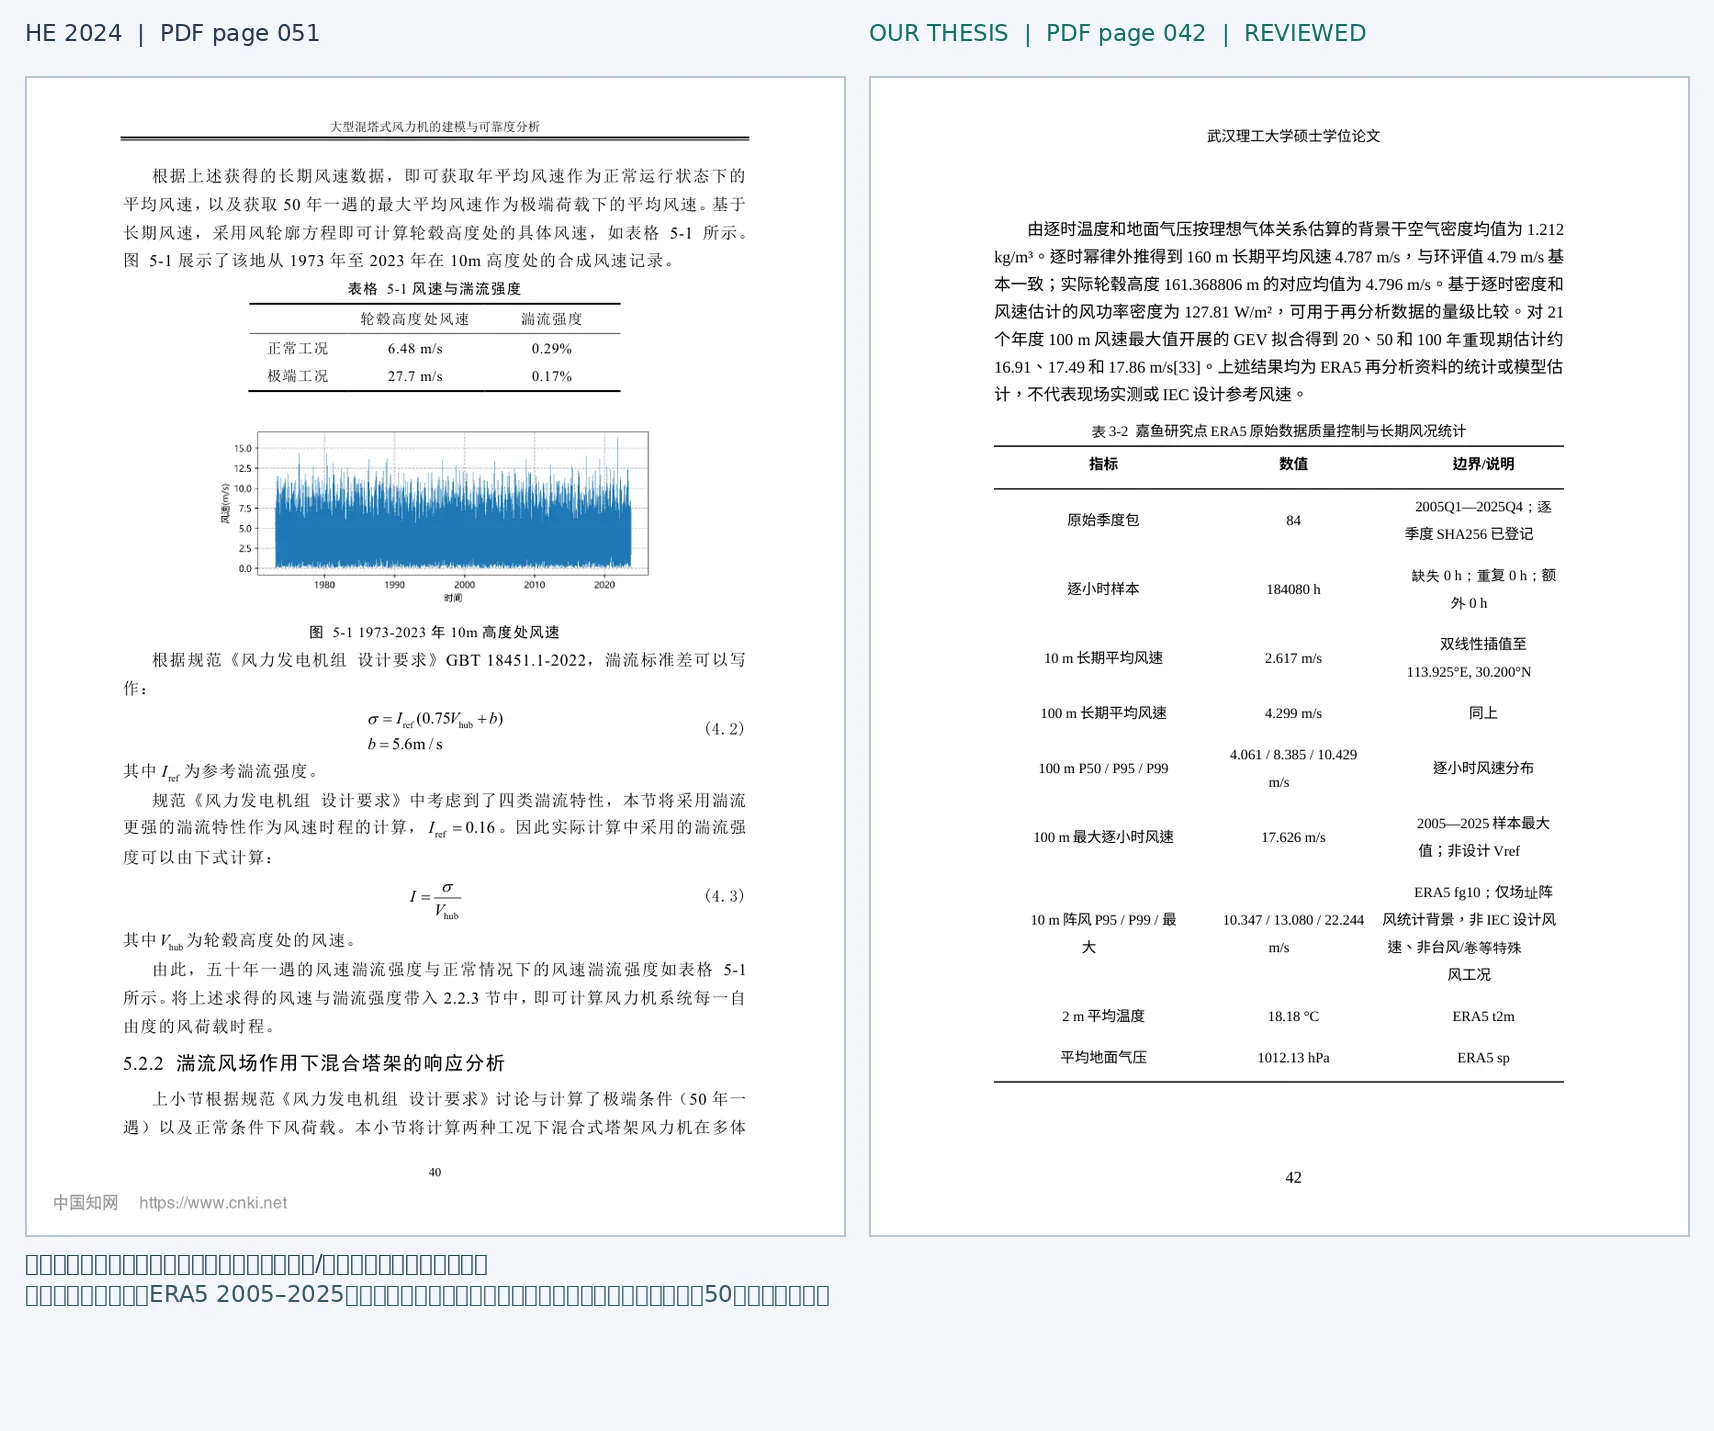 HE 2024 | PDF page 051
大型混塔式风力机的建模与可靠度分析
根据上述获得的长期风速数据，即可获取年平均风速作为正常运行状态下的
平均风速，以及获取 50 年一遇的最大平均风速作为极端荷载下的平均风速。基于
长期风速，采用风轮廓方程即可计算轮毂高度处的具体风速，如表格 5-1 所示。
图 5-1 展示了该地从 1973 年至 2023 年在 10m 高度处的合成风速记录。
表格 5-1 风速与湍流强度
轮毂高度处风速 湍流强度
正常工况 6.48 m/s 0.29%
极端工况 27.7 m/s 0.17%
风速(m/s)
15.0
12.5
10.0
7.5
5.0
2.5
0.0
1980 1990 2000 2010 2020
时间
图 5-1 1973-2023 年 10m 高度处风速
根据规范《风力发电机组 设计要求》GBT 18451.1-2022，湍流标准差可以写
作：
σ = I_ref (0.75V_hub + b)
b = 5.6m / s
(4.2)
其中 I_ref 为参考湍流强度。
规范《风力发电机组 设计要求》中考虑到了四类湍流特性，本节将采用湍流
更强的湍流特性作为风速时程的计算， I_ref = 0.16 。因此实际计算中采用的湍流强
度可以由下式计算：
I = σ / V_hub (4.3)
其中 V_hub 为轮毂高度处的风速。
由此，五十年一遇的风速湍流强度与正常情况下的风速湍流强度如表格 5-1
所示。将上述求得的风速与湍流强度带入 2.2.3 节中，即可计算风力机系统每一自
由度的风荷载时程。
5.2.2 湍流风场作用下混合塔架的响应分析
上小节根据规范《风力发电机组 设计要求》讨论与计算了极端条件（50 年一
遇）以及正常条件下风荷载。本小节将计算两种工况下混合式塔架风力机在多体
40
中国知网 https://www.cnki.net
OUR THESIS | PDF page 042 | REVIEWED
武汉理工大学硕士学位论文
由逐时温度和地面气压按理想气体关系估算的背景干空气密度均值为 1.212
kg/m³。逐时幂律外推得到 160 m 长期平均风速 4.787 m/s，与环评值 4.79 m/s 基
本一致；实际轮毂高度 161.368806 m 的对应均值为 4.796 m/s。基于逐时密度和
风速估计的风功率密度为 127.81 W/m²，可用于再分析数据的量级比较。对 21
个年度 100 m 风速最大值开展的 GEV 拟合得到 20、50 和 100 年重现期估计约
16.91、17.49 和 17.86 m/s[33]。上述结果均为 ERA5 再分析资料的统计或模型估
计，不代表现场实测或 IEC 设计参考风速。
表 3-2 嘉鱼研究点 ERA5 原始数据质量控制与长期风况统计
指标 数值 边界/说明
原始季度包 84 2005Q1—2025Q4；逐
季度 SHA256 已登记
逐小时样本 184080 h 缺失 0 h；重复 0 h；额
外 0 h
10 m 长期平均风速 2.617 m/s 双线性插值至
113.925°E, 30.200°N
100 m 长期平均风速 4.299 m/s 同上
100 m P50 / P95 / P99 4.061 / 8.385 / 10.429
m/s 逐小时风速分布
100 m 最大逐小时风速 17.626 m/s 2005—2025 样本最大
值；非设计 Vref
10 m 阵风 P95 / P99 / 最
大 10.347 / 13.080 / 22.244
m/s ERA5 fg10；仅场址阵
风统计背景，非 IEC 设计风
速、非台风/卷等特殊
风工况
2 m 平均温度 18.18 °C ERA5 t2m
平均地面气压 1012.13 hPa ERA5 sp
42
/
ERA5 2005–2025 50